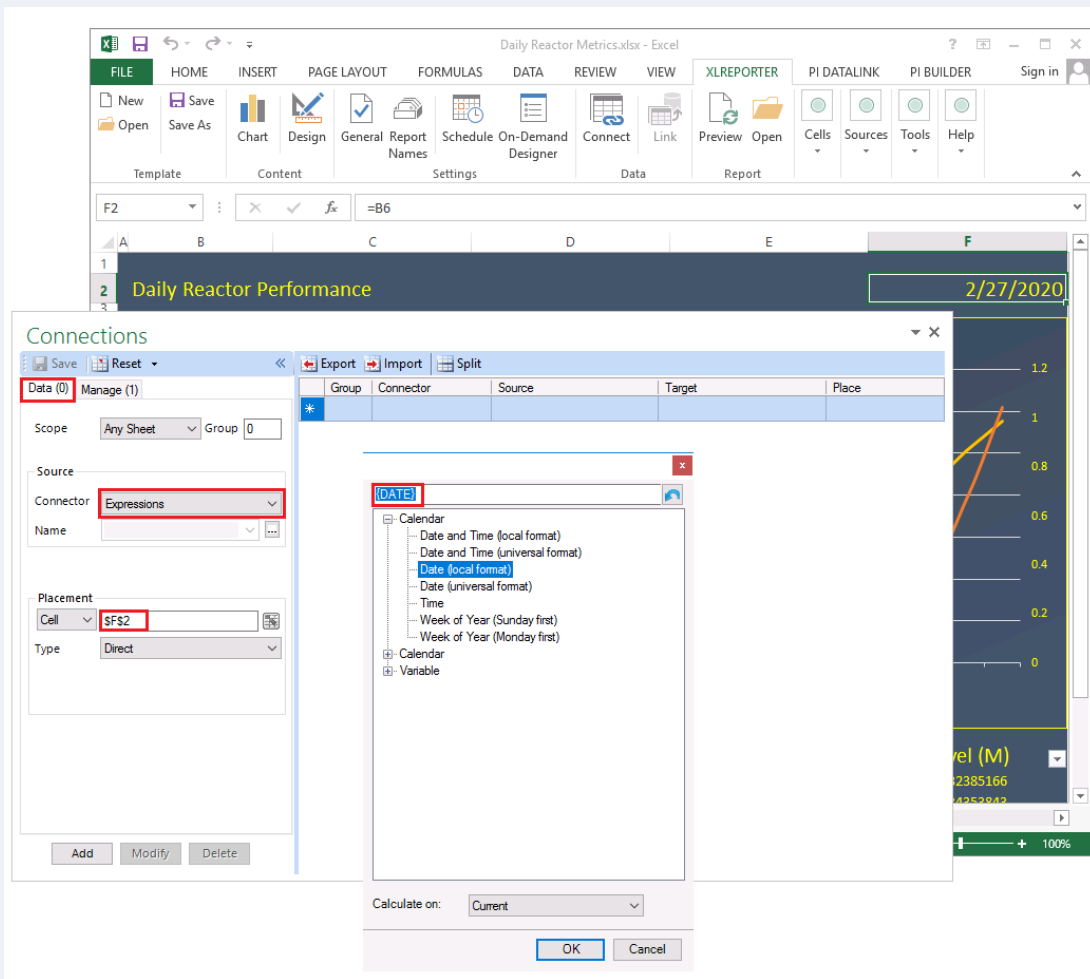 Daily Reactor Metrics.xlsx - Excel
?
FILE HOME INSERT PAGE LAYOUT FORMULAS DATA REVIEW VIEW XLREPORTER PI DATALINK PI BUILDER Sign in
New Save
Open Save As
Chart Design General Report Names Schedule On-Demand Designer Connect Link Preview Open Cells Sources Tools Help
Template Content Settings Data Report
F2 fx =B6
A B C D E F
1
2 Daily Reactor Performance 2/27/2020
3
Connections
Save Reset « Export Import Split
Data (0) Manage (1)
Group Connector Source Target Place
*
Scope Any Sheet Group 0
Source
Connector Expressions
Name ...
Placement
Cell $F$2
Type Direct
Add Modify Delete
x
{DATE}
Calendar
Date and Time (local format)
Date and Time (universal format)
Date (local format)
Date (universal format)
Time
Week of Year (Sunday first)
Week of Year (Monday first)
Calendar
Variable
Calculate on: Current
OK Cancel
1.2
1
0.8
0.6
0.4
0.2
0
vel (M)
32385166
+ 100%